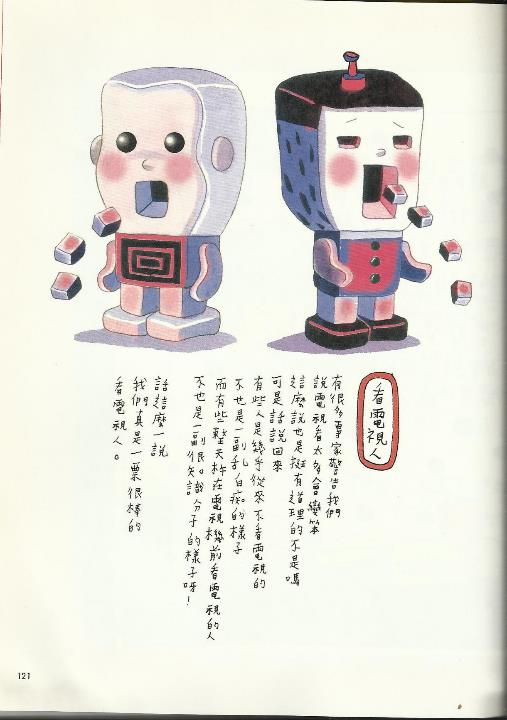 看電視人
有很多專家警告我們
說電視看太多會變笨
這麼說也是挺有道理的不是嗎
可是話說回來
有些人是幾乎從來不看電視的
不也是一副乱白痴的樣子
而有些整天杵在電視機前看電視的人
不也是一副很。知識分子的樣子呀！
話這麼一說
我們真是一票很棒的
看電視人。
121